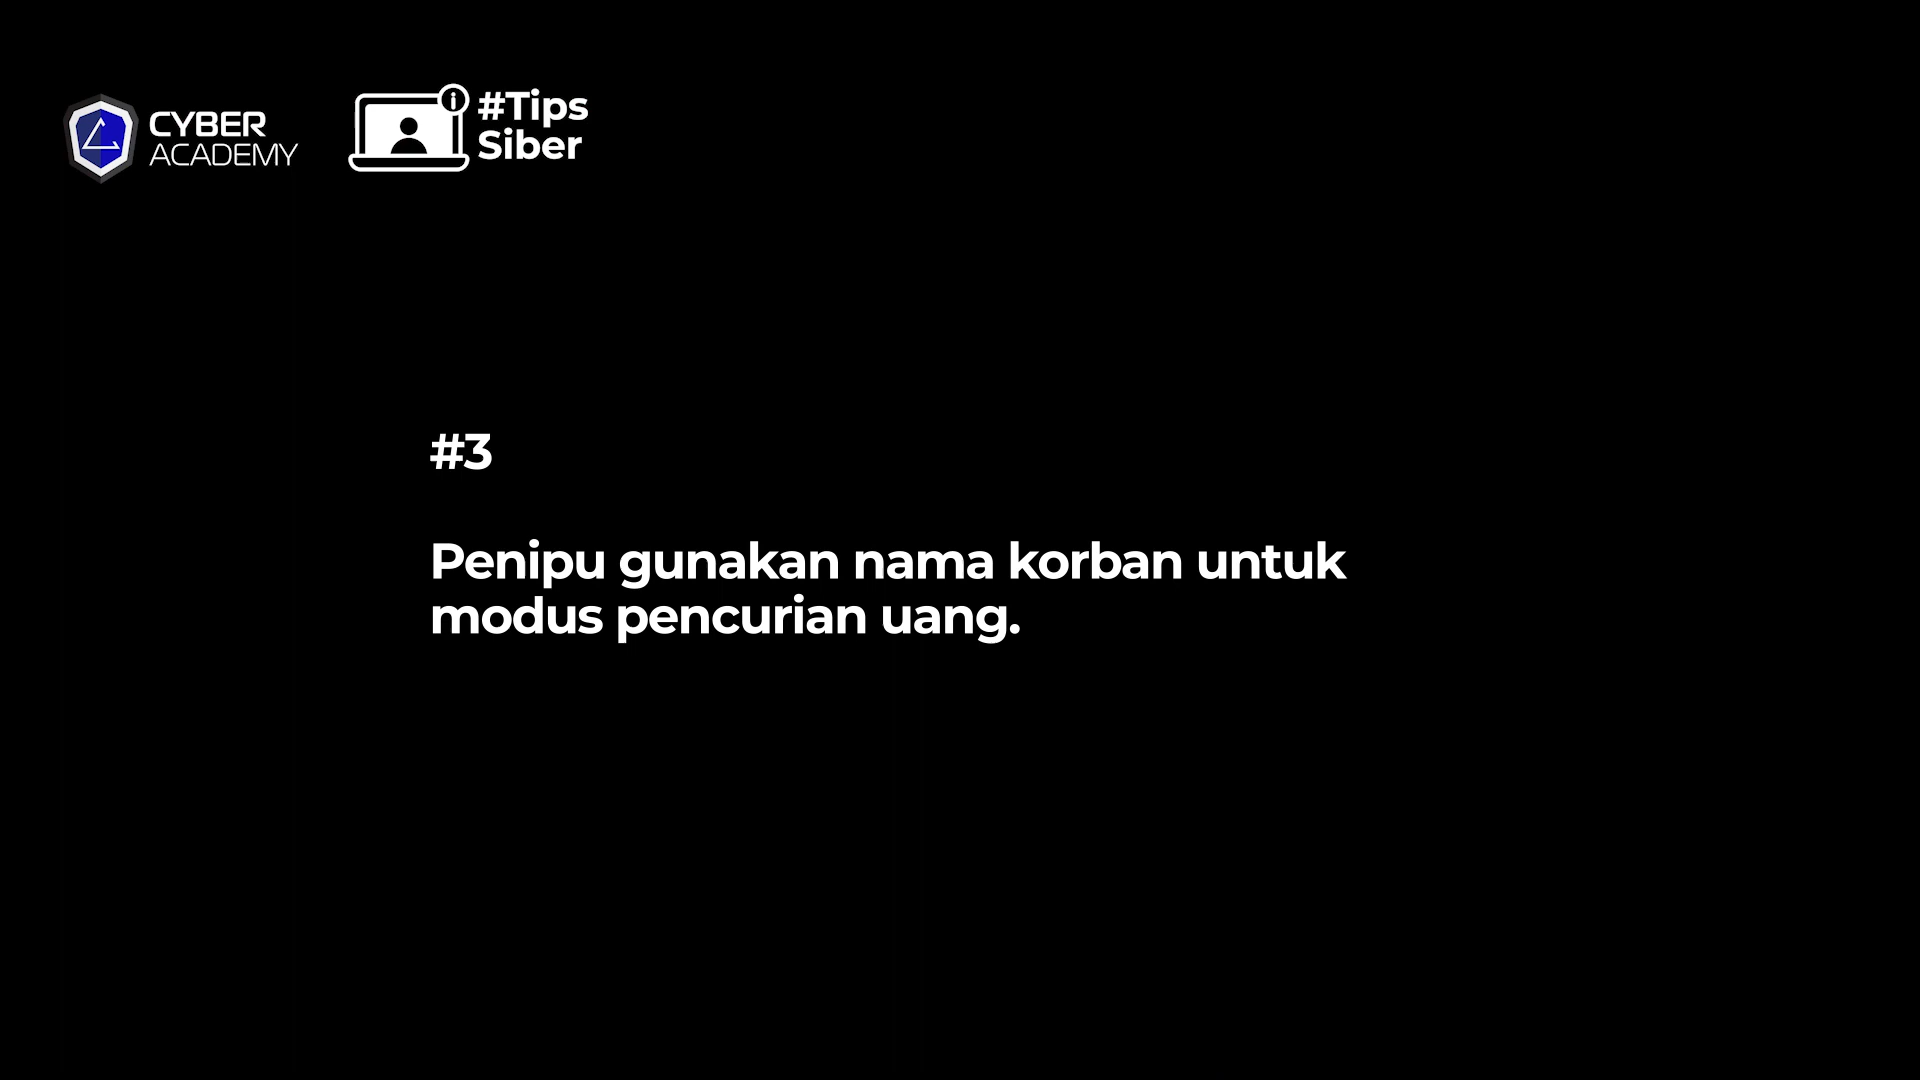 CYBER
ACADEMY
#Tips
Siber
#3
Penipu gunakan nama korban untuk
modus pencurian uang.